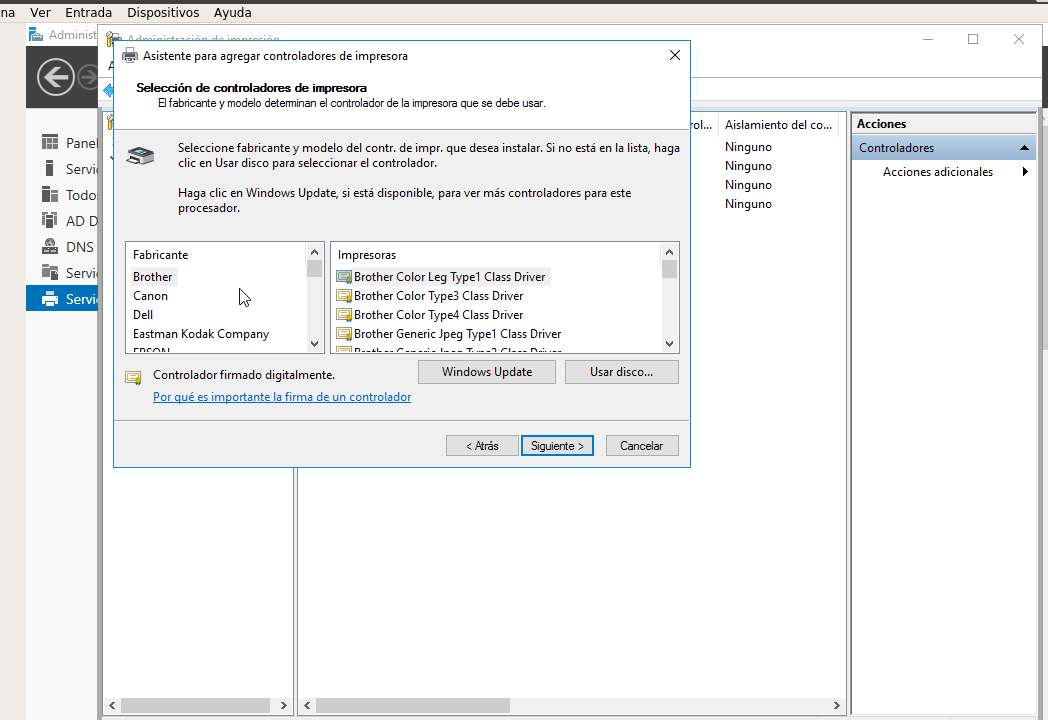 na Ver Entrada Dispositivos Ayuda
Administ
Administración de impresión
Asistente para agregar controladores de impresora
Selección de controladores de impresora
El fabricante y modelo determinan el controlador de la impresora que se debe usar.
Seleccione fabricante y modelo del contr. de impr. que desea instalar. Si no está en la lista, haga
clic en Usar disco para seleccionar el controlador.
Haga clic en Windows Update, si está disponible, para ver más controladores para este
procesador.
Fabricante
Brother
Canon
Dell
Eastman Kodak Company
EPSON
Impresoras
Brother Color Leg Type1 Class Driver
Brother Color Type3 Class Driver
Brother Color Type4 Class Driver
Brother Generic Jpeg Type1 Class Driver
Brother Generic Jpeg Type2 Class Driver
Controlador firmado digitalmente.
Por qué es importante la firma de un controlador
Windows Update
Usar disco...
< Atrás
Siguiente >
Cancelar
Panel
Servi
Todo
AD D
DNS
Servi
Servi
rol...
Aislamiento del co...
Ninguno
Ninguno
Ninguno
Ninguno
Acciones
Controladores
Acciones adicionales